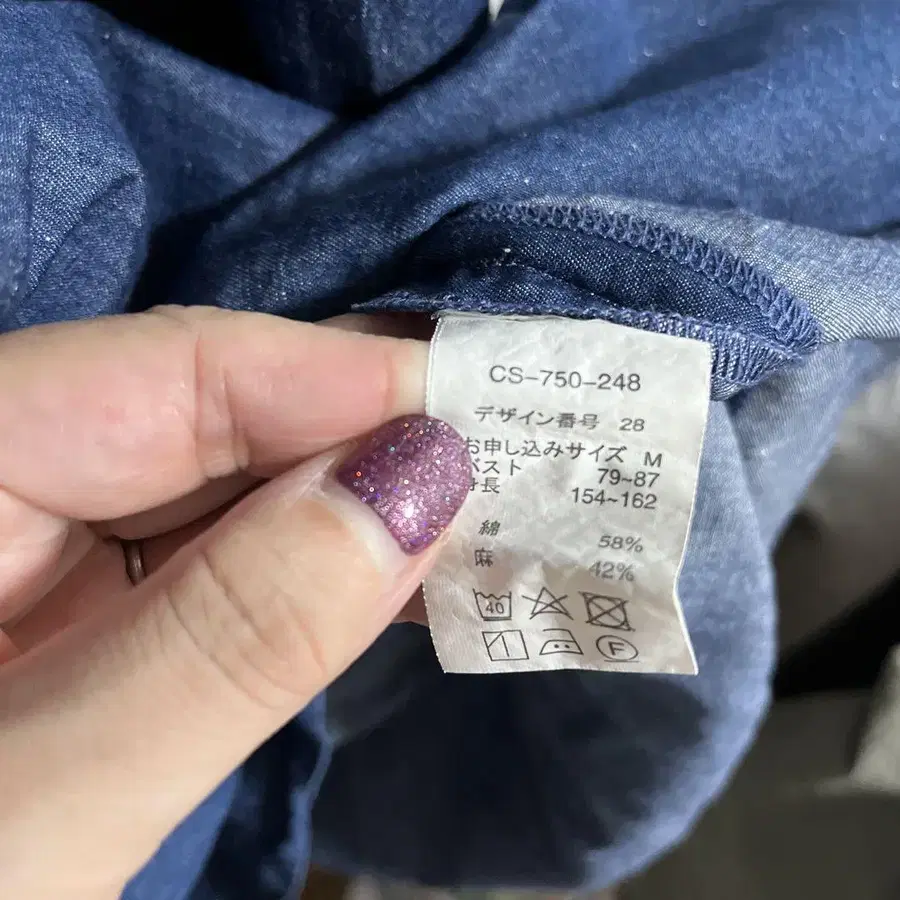 CS-750-248
デザイン番号 28
お申し込みサイズ M
バスト 79~87
身長 154~162
綿 58%
麻 42%
40
F